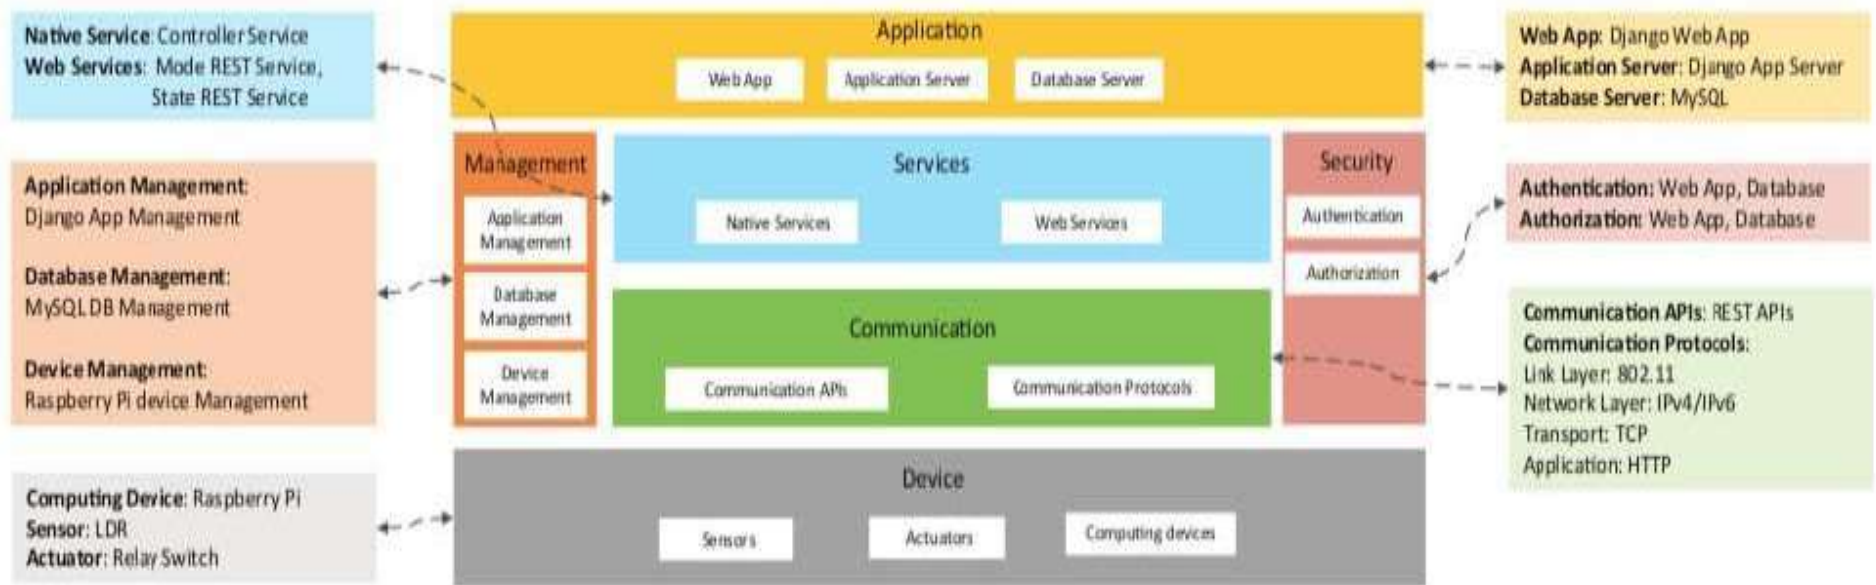 Native Service: Controller Service
Web Services: Mode REST Service,
State REST Service
Application Management:
Django App Management
Database Management:
MySQL DB Management
Device Management:
Raspberry Pi device Management
Computing Device: Raspberry Pi
Sensor: LDR
Actuator: Relay Switch
Application
Web App
Application Server
Database Server
Management
Application
Management
Database
Management
Device
Management
Services
Native Services
Web Services
Communication
Communication APIs
Communication Protocols
Security
Authentication
Authorization
Device
Sensors
Actuators
Computing devices
Web App: Django Web App
Application Server: Django App Server
Database Server: MySQL
Authentication: Web App, Database
Authorization: Web App, Database
Communication APIs: REST APIs
Communication Protocols:
Link Layer: 802.11
Network Layer: IPv4/IPv6
Transport: TCP
Application: HTTP